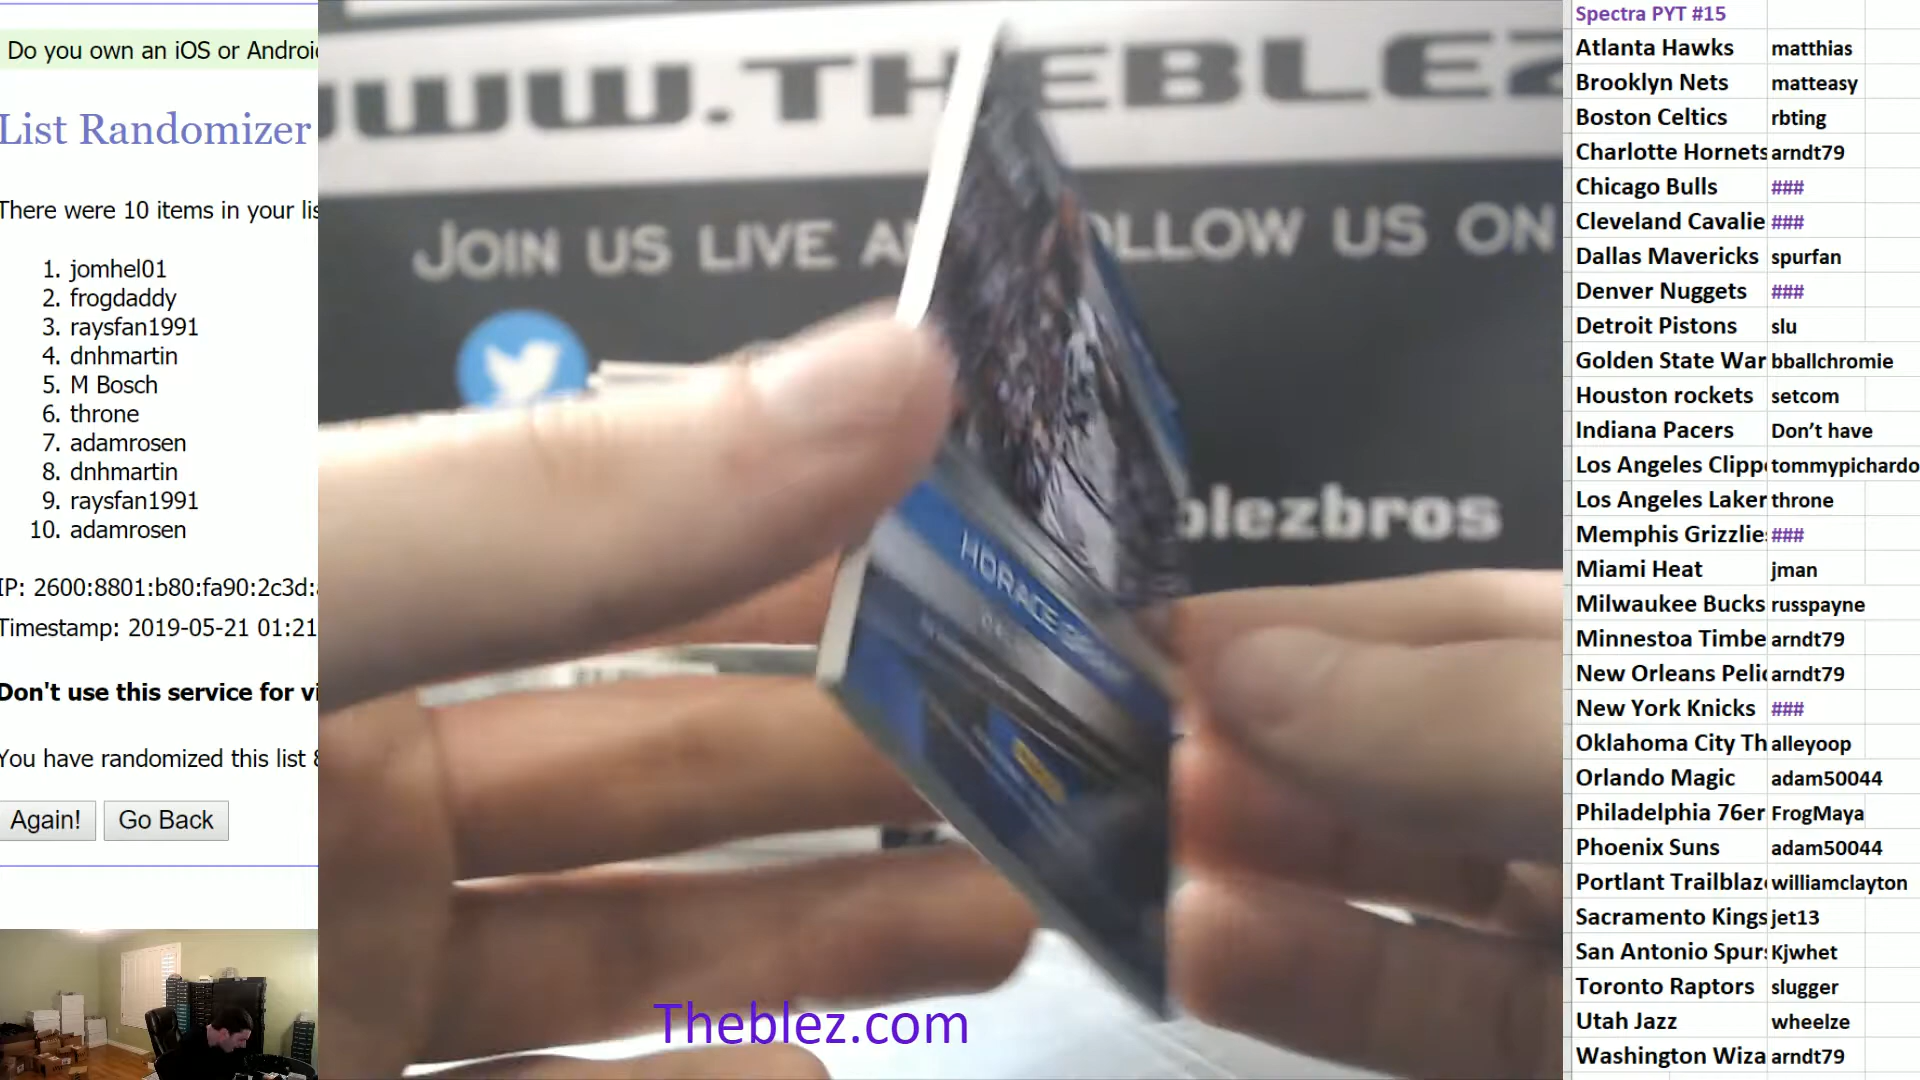 Do you own an iOS or Androi
List Randomizer
There were 10 items in your lis
1. jomhel01
2. frogdaddy
3. raysfan1991
4. dnhmartin
5. M Bosch
6. throne
7. adamrosen
8. dnhmartin
9. raysfan1991
10. adamrosen
IP: 2600:8801:b80:fa90:2c3d:
Timestamp: 2019-05-21 01:21
Don't use this service for vi
You have randomized this list
Again! Go Back
WWW.THEBLEZ
JOIN US LIVE A OLLOW US ON
blezbros
HORACE
Theblez.com
Spectra PYT #15
Atlanta Hawks matthias
Brooklyn Nets matteasy
Boston Celtics rbting
Charlotte Hornets arndt79
Chicago Bulls ###
Cleveland Cavalie ###
Dallas Mavericks spurfan
Denver Nuggets ###
Detroit Pistons slu
Golden State War bballchromie
Houston rockets setcom
Indiana Pacers Don’t have
Los Angeles Clipp tommypichardo
Los Angeles Laker throne
Memphis Grizzlie ###
Miami Heat jman
Milwaukee Bucks russpayne
Minnestoa Timbe arndt79
New Orleans Peli arndt79
New York Knicks ###
Oklahoma City Th alleyoop
Orlando Magic adam50044
Philadelphia 76er FrogMaya
Phoenix Suns adam50044
Portlant Trailblaz williamclayton
Sacramento Kings jet13
San Antonio Spur Kjwhet
Toronto Raptors slugger
Utah Jazz wheelze
Washington Wiza arndt79